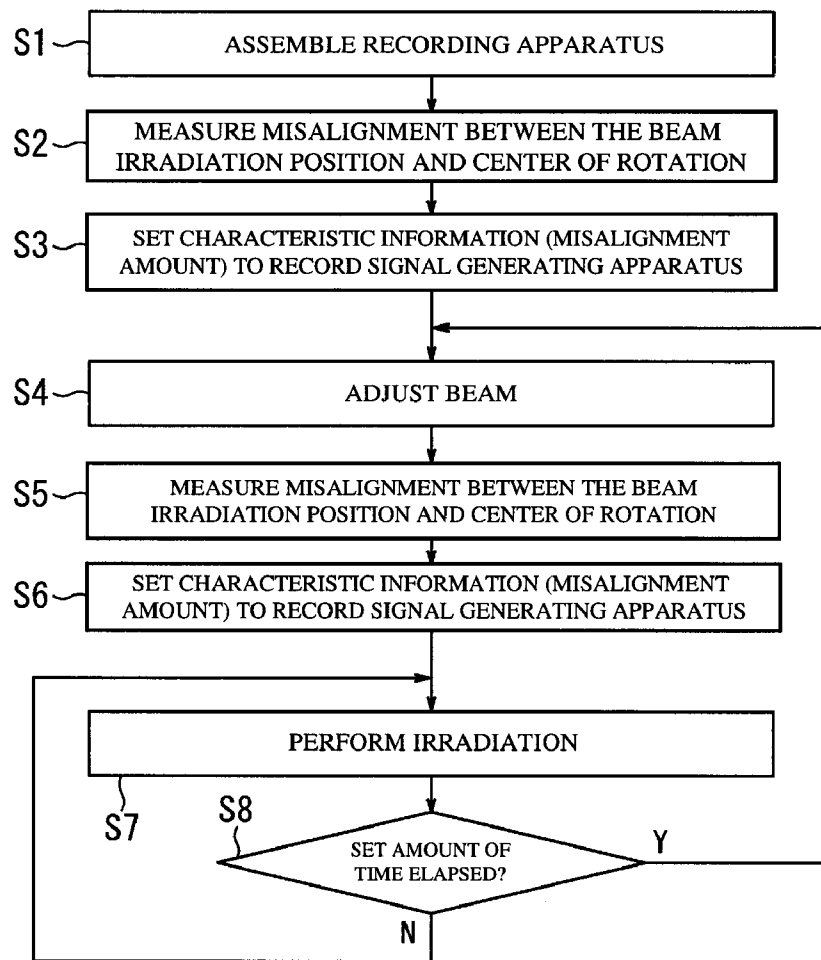 S1
ASSEMBLE RECORDING APPARATUS
S2
MEASURE MISALIGNMENT BETWEEN THE BEAM
IRRADIATION POSITION AND CENTER OF ROTATION
S3
SET CHARACTERISTIC INFORMATION (MISALIGNMENT
AMOUNT) TO RECORD SIGNAL GENERATING APPARATUS
S4
ADJUST BEAM
S5
MEASURE MISALIGNMENT BETWEEN THE BEAM
IRRADIATION POSITION AND CENTER OF ROTATION
S6
SET CHARACTERISTIC INFORMATION (MISALIGNMENT
AMOUNT) TO RECORD SIGNAL GENERATING APPARATUS
PERFORM IRRADIATION
S7
S8
SET AMOUNT OF
TIME ELAPSED?
Y
N